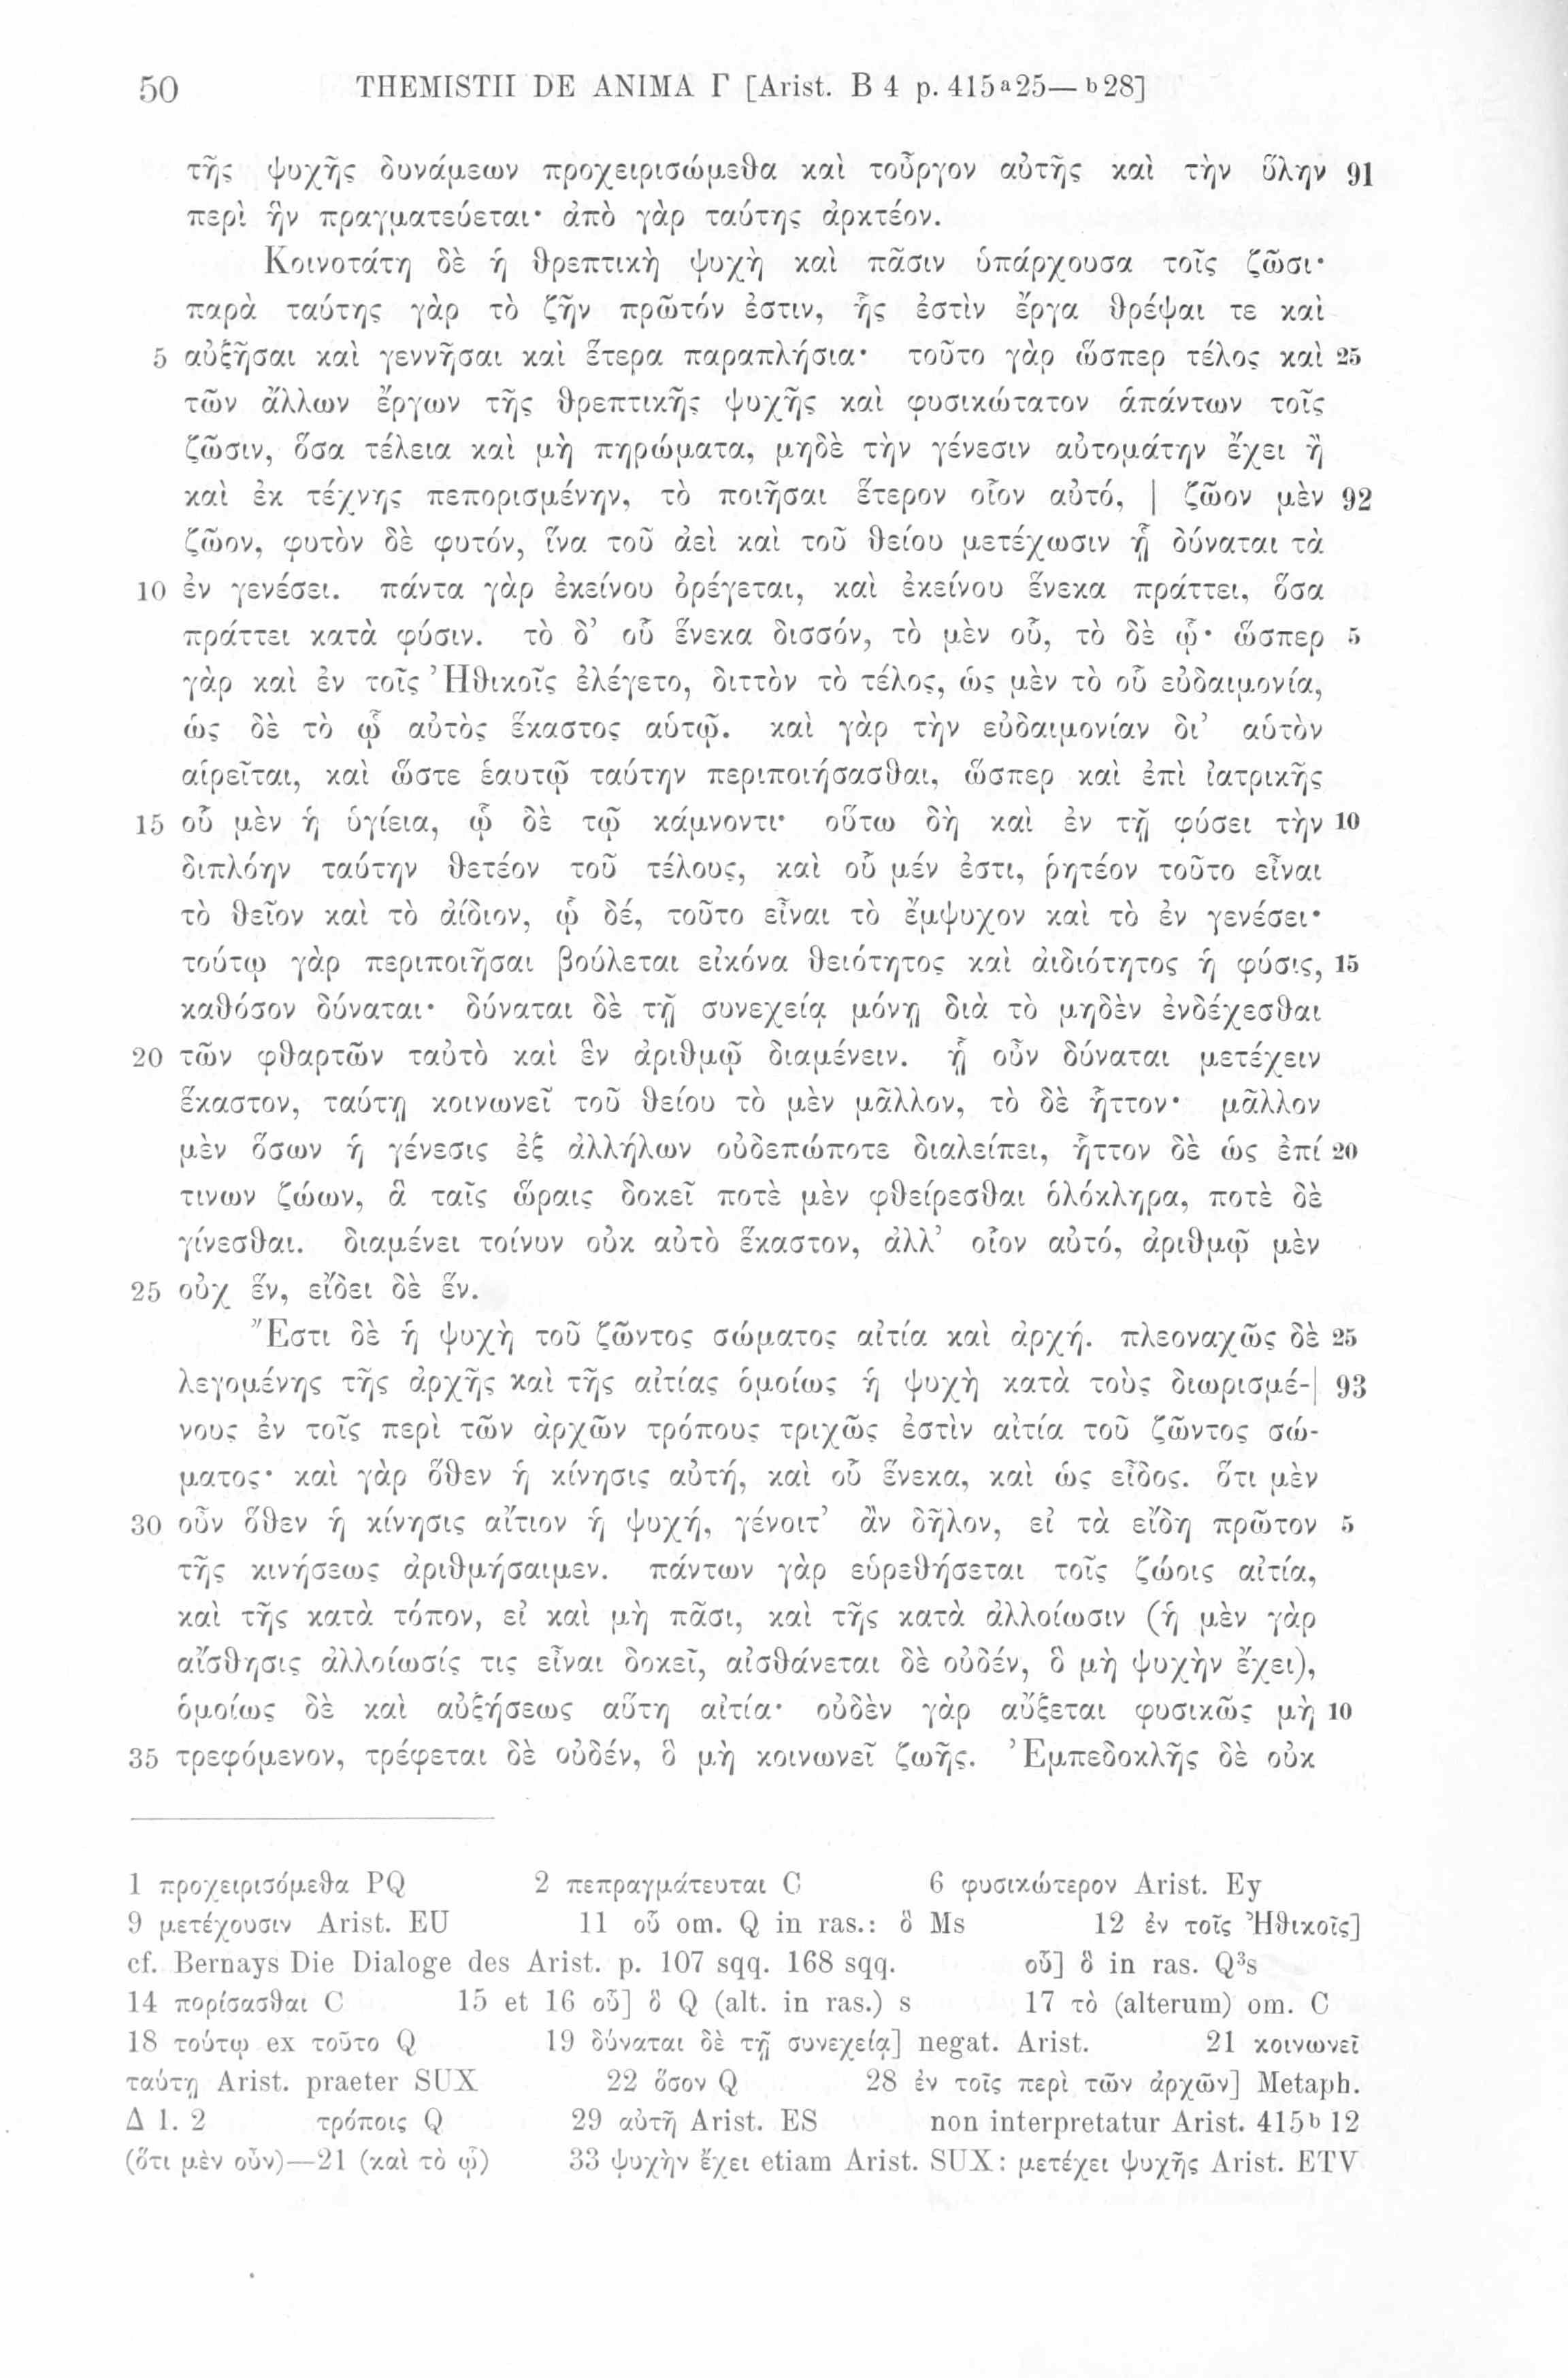 50 THEMISTII DE ANIMA Γ [Arist. B 4 p. 415a25—b28]
τῆς ψυχῆς δυνάμεων προχειρισώμεθα καὶ τοὖργον αὐτῆς καὶ τὴν ὕλην 91
περὶ ἣν πραγματεύεται· ἀπὸ γὰρ ταύτης ἀρκτέον.
Κοινοτάτη δὲ ἡ θρεπτικὴ ψυχὴ καὶ πᾶσιν ὑπάρχουσα τοῖς ζῶσι·
παρὰ ταύτης γὰρ τὸ ζῆν πρῶτόν ἐστιν, ἧς ἐστὶν ἔργα θρέψαι τε καὶ
5 αὐξῆσαι καὶ γεννῆσαι καὶ ἕτερα παραπλήσια· τοῦτο γὰρ ὥσπερ τέλος καὶ 25
τῶν ἄλλων ἔργων τῆς θρεπτικῆς ψυχῆς καὶ φυσικώτατον ἁπάντων τοῖς
ζῶσιν, ὅσα τέλεια καὶ μὴ πηρώματα, μηδὲ τὴν γένεσιν αὐτομάτην ἔχει ἢ
καὶ ἐκ τέχνης πεπορισμένην, τὸ ποιῆσαι ἕτερον οἷον αὐτό, | ζῶον μὲν 92
ζῶον, φυτὸν δὲ φυτόν, ἵνα τοῦ ἀεὶ καὶ τοῦ θείου μετέχωσιν ᾗ δύναται τὰ
10 ἐν γενέσει. πάντα γὰρ ἐκείνου ὀρέγεται, καὶ ἐκείνου ἕνεκα πράττει, ὅσα
πράττει κατὰ φύσιν. τὸ δ’ οὗ ἕνεκα δισσόν, τὸ μὲν οὗ, τὸ δὲ ᾧ· ὥσπερ 5
γὰρ καὶ ἐν τοῖς Ἠθικοῖς ἐλέγετο, διττὸν τὸ τέλος, ὡς μὲν τὸ οὗ εὐδαιμονία,
ὡς δὲ τὸ ᾧ αὐτὸς ἕκαστος αὑτῷ. καὶ γὰρ τὴν εὐδαιμονίαν δι’ αὑτὸν
αἱρεῖται, καὶ ὥστε ἑαυτῷ ταύτην περιποιήσασθαι, ὥσπερ καὶ ἐπὶ ἰατρικῆς
15 οὗ μὲν ἡ ὑγίεια, ᾧ δὲ τῷ κάμνοντι· οὕτω δὴ καὶ ἐν τῇ φύσει τὴν 10
διπλόην ταύτην θετέον τοῦ τέλους, καὶ οὗ μέν ἐστι, ῥητέον τοῦτο εἶναι
τὸ θεῖον καὶ τὸ ἀίδιον, ᾧ δέ, τοῦτο εἶναι τὸ ἔμψυχον καὶ τὸ ἐν γενέσει·
τούτῳ γὰρ περιποιῆσαι βούλεται εἰκόνα θειότητος καὶ ἀιδιότητος ἡ φύσις, 15
καθόσον δύναται· δύναται δὲ τῇ συνεχείᾳ μόνῃ διὰ τὸ μηδὲν ἐνδέχεσθαι
20 τῶν φθαρτῶν ταὐτὸ καὶ ἓν ἀριθμῷ διαμένειν. ᾗ οὖν δύναται μετέχειν
ἕκαστον, ταύτῃ κοινωνεῖ τοῦ θείου τὸ μὲν μᾶλλον, τὸ δὲ ἧττον· μᾶλλον
μὲν ὅσων ἡ γένεσις ἐξ ἀλλήλων οὐδεπώποτε διαλείπει, ἧττον δὲ ὡς ἐπί 20
τινων ζώων, ἃ ταῖς ὥραις δοκεῖ ποτὲ μὲν φθείρεσθαι ὁλόκληρα, ποτὲ δὲ
γίνεσθαι. διαμένει τοίνυν οὐκ αὐτὸ ἕκαστον, ἀλλ’ οἷον αὐτό, ἀριθμῷ μὲν
25 οὐχ ἕν, εἴδει δὲ ἕν.
Ἔστι δὲ ἡ ψυχὴ τοῦ ζῶντος σώματος αἰτία καὶ ἀρχή. πλεοναχῶς δὲ 25
λεγομένης τῆς ἀρχῆς καὶ τῆς αἰτίας ὁμοίως ἡ ψυχὴ κατὰ τοὺς διωρισμέ-| 93
νους ἐν τοῖς περὶ τῶν ἀρχῶν τρόπους τριχῶς ἐστὶν αἰτία τοῦ ζῶντος σώ-
ματος· καὶ γὰρ ὅθεν ἡ κίνησις αὐτή, καὶ οὗ ἕνεκα, καὶ ὡς εἶδος. ὅτι μὲν
30 οὖν ὅθεν ἡ κίνησις αἴτιον ἡ ψυχή, γένοιτ’ ἂν δῆλον, εἰ τὰ εἴδη πρῶτον 5
τῆς κινήσεως ἀριθμήσαιμεν. πάντων γὰρ εὑρεθήσεται τοῖς ζώοις αἰτία,
καὶ τῆς κατὰ τόπον, εἰ καὶ μὴ πᾶσι, καὶ τῆς κατὰ ἀλλοίωσιν (ἡ μὲν γὰρ
αἴσθησις ἀλλοίωσίς τις εἶναι δοκεῖ, αἰσθάνεται δὲ οὐδέν, ὃ μὴ ψυχὴν ἔχει),
ὁμοίως δὲ καὶ αὐξήσεως αὕτη αἰτία· οὐδὲν γὰρ αὔξεται φυσικῶς μὴ 10
35 τρεφόμενον, τρέφεται δὲ οὐδέν, ὃ μὴ κοινωνεῖ ζωῆς. Ἐμπεδοκλῆς δὲ οὐκ
1 προχειρισόμεθα PQ 2 πεπραγμάτευται C 6 φυσικώτερον Arist. Ey
9 μετέχουσιν Arist. EU 11 οὗ om. Q in ras.: ὃ Ms 12 ἐν τοῖς Ἠθικοῖς]
cf. Bernays Die Dialoge des Arist. p. 107 sqq. 168 sqq. οὗ] ὃ in ras. Q³s
14 πορίσασθαι C 15 et 16 οὗ] ὃ Q (alt. in ras.) s 17 τὸ (alterum) om. C
18 τούτῳ ex τοῦτο Q 19 δύναται δὲ τῇ συνεχείᾳ] negat. Arist. 21 κοινωνεῖ
ταύτῃ Arist. praeter SUX 22 ὅσον Q 28 ἐν τοῖς περὶ τῶν ἀρχῶν] Metaph.
Δ 1. 2 τρόποις Q 29 αὐτῆ Arist. ES non interpretatur Arist. 415b 12
(ὅτι μὲν οὖν)—21 (καὶ τὸ ᾧ) 33 ψυχὴν ἔχει etiam Arist. SUX: μετέχει ψυχῆς Arist. ETV